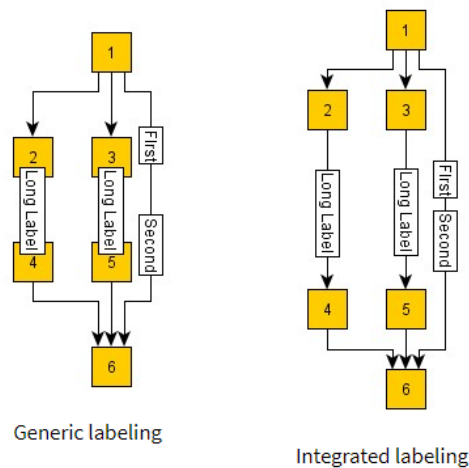 1
2
3
First
Long Label
Long Label
Second
4
5
6
Generic labeling
1
2
3
First
Long Label
Long Label
Second
4
5
6
Integrated labeling